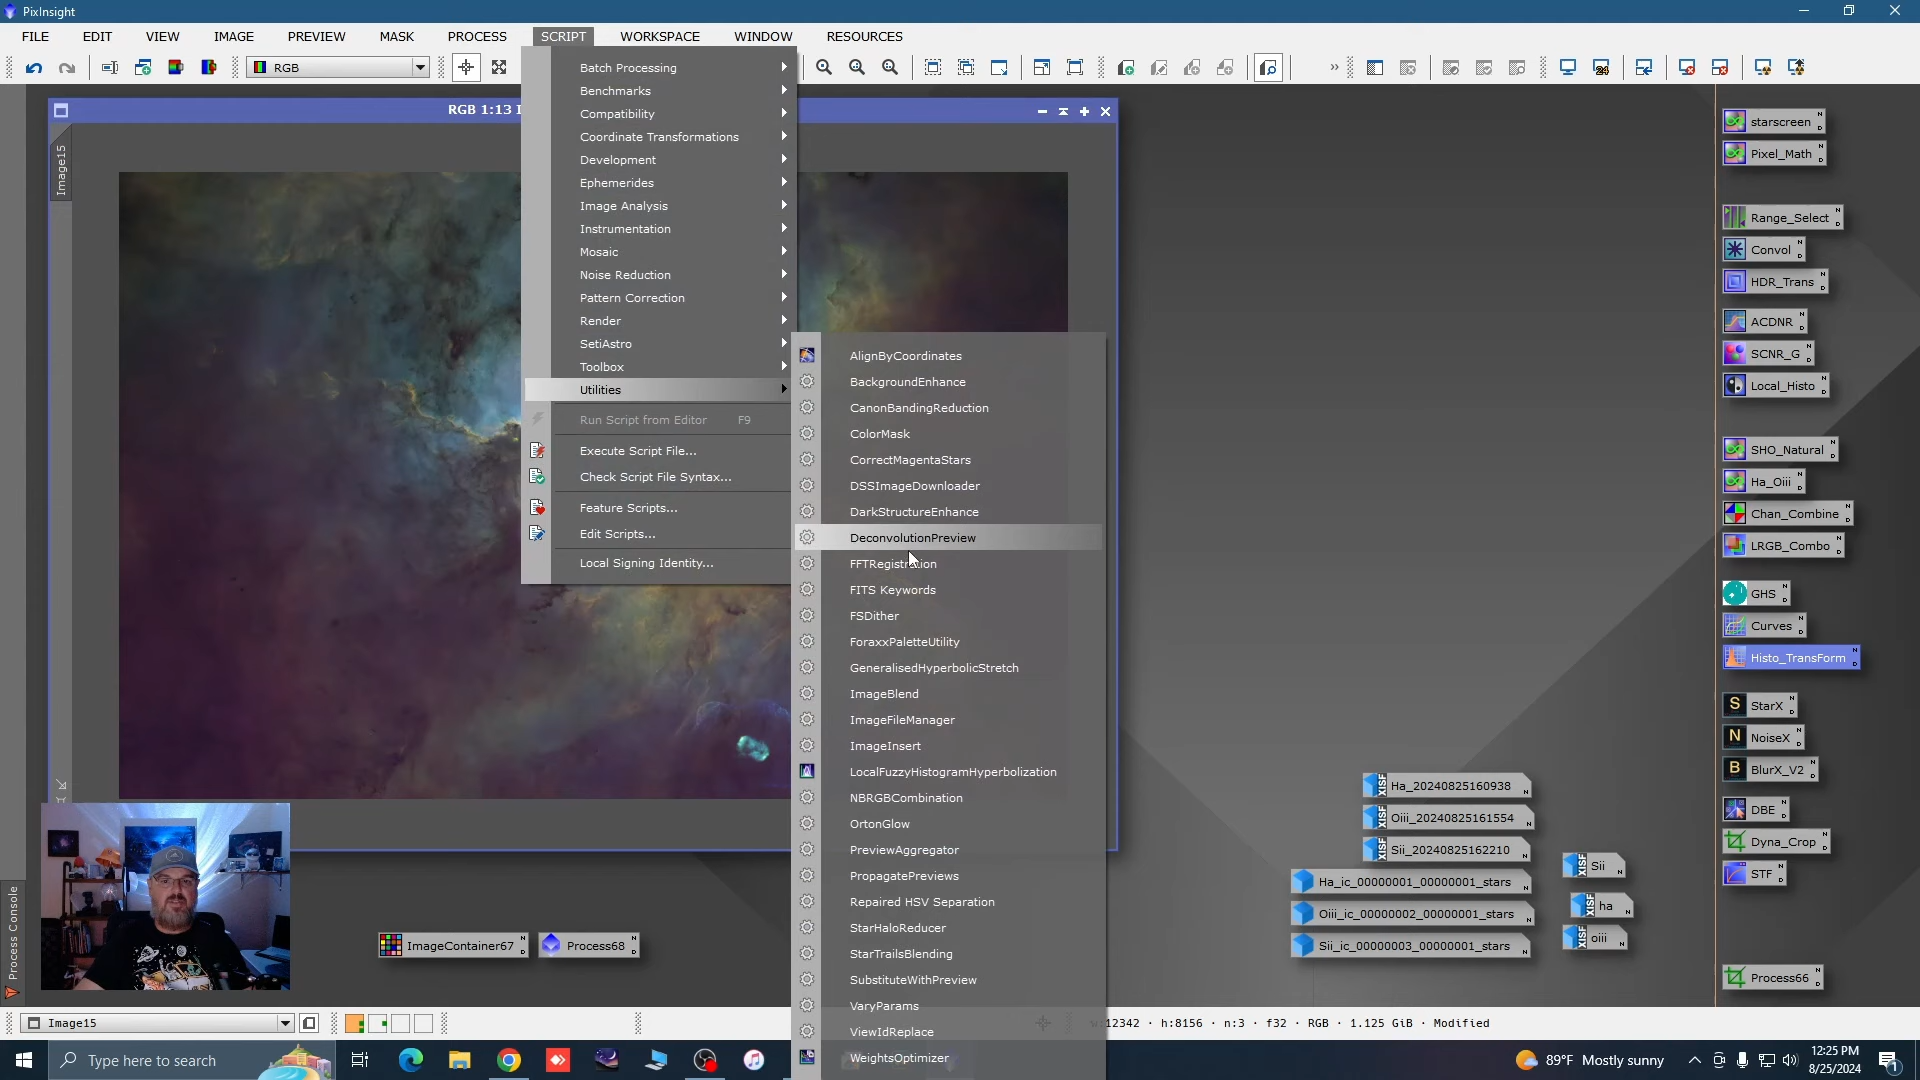 PixInsight
FILE EDIT VIEW IMAGE PREVIEW MASK PROCESS SCRIPT WORKSPACE WINDOW RESOURCES
RGB
24
RGB 1:13 I
Image15
Batch Processing
Benchmarks
Compatibility
Coordinate Transformations
Development
Ephemerides
Image Analysis
Instrumentation
Mosaic
Noise Reduction
Pattern Correction
Render
SetiAstro
Toolbox
Utilities
Run Script from Editor F9
Execute Script File...
Check Script File Syntax...
Feature Scripts...
Edit Scripts...
Local Signing Identity...
AlignByCoordinates
BackgroundEnhance
CanonBandingReduction
ColorMask
CorrectMagentaStars
DSSImageDownloader
DarkStructureEnhance
DeconvolutionPreview
FFTRegistration
FITS Keywords
FSDither
ForaxxPaletteUtility
GeneralisedHyperbolicStretch
ImageBlend
ImageFileManager
ImageInsert
LocalFuzzyHistogramHyperbolization
NBRGBCombination
OrtonGlow
PreviewAggregator
PropagatePreviews
Repaired HSV Separation
StarHaloReducer
StarTrailsBlending
SubstituteWithPreview
VaryParams
ViewIdReplace
WeightsOptimizer
starscreen
Pixel_Math
Range_Select
Convol
HDR_Trans
ACDNR
SCNR_G
Local_Histo
SHO_Natural
Ha_Oiii
Chan_Combine
LRGB_Combo
GHS
Curves
Histo_TransForm
StarX
NoiseX
BlurX_V2
DBE
Dyna_Crop
STF
Process66
Ha_20240825160938
Oiii_20240825161554
Sii_20240825162210
Ha_ic_00000001_00000001_stars
Oiii_ic_00000002_00000001_stars
Sii_ic_00000003_00000001_stars
Sii
ha
oiii
ImageContainer67
Process68
Process Console
Image15
12342 · h:8156 · n:3 · f32 · RGB · 1.125 GiB · Modified
Type here to search
89°F Mostly sunny
12:25 PM
8/25/2024